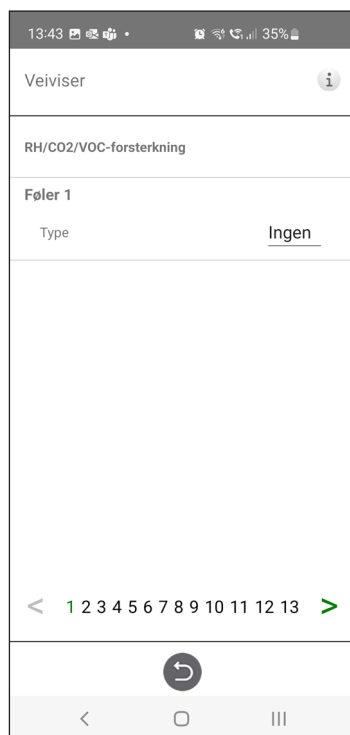 13:43 35%
Veiviser
i
RH/CO2/VOC-forsterkning
Føler 1
Type Ingen
< 1 2 3 4 5 6 7 8 9 10 11 12 13 >